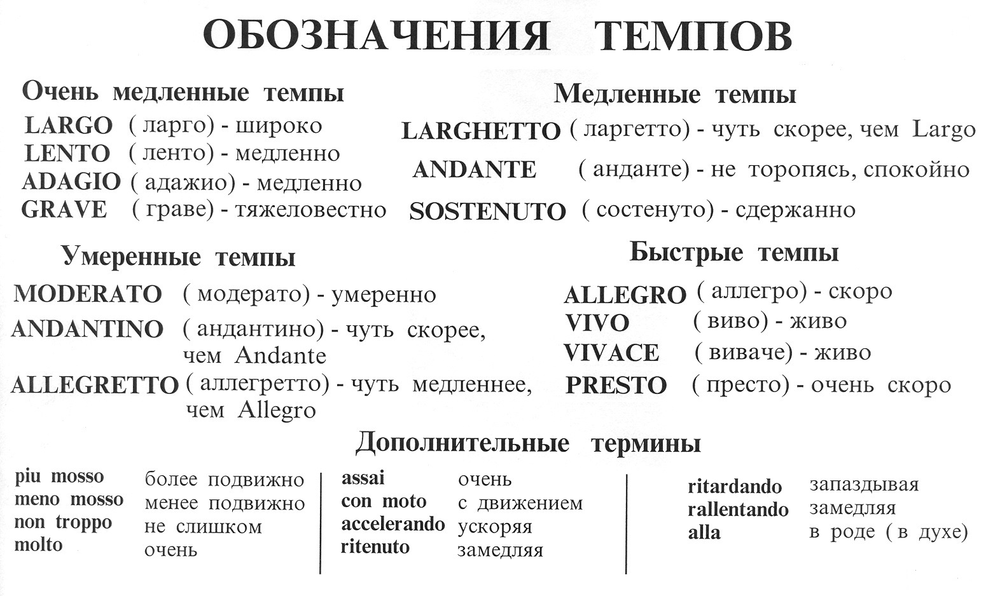 ОБОЗНАЧЕНИЯ ТЕМПОВ
Очень медленные темпы
LARGO ( ларго) - широко
LENTO ( ленто) - медленно
ADAGIO ( адажио) - медленно
GRAVE ( граве) - тяжеловестно
Медленные темпы
LARGHETTO ( ларгетто) - чуть скорее, чем Largo
ANDANTE ( анданте) - не торопясь, спокойно
SOSTENUTO ( состенуто) - сдержанно
Умеренные темпы
MODERATO ( модерато) - умеренно
ANDANTINO ( андантино) - чуть скорее,
чем Andante
ALLEGRETTO ( аллегретто) - чуть медленнее,
чем Allegro
Быстрые темпы
ALLEGRO ( аллегро) - скоро
VIVO ( виво) - живо
VIVACE ( виваче) - живо
PRESTO ( престо) - очень скоро
Дополнительные термины
piu mosso более подвижно
meno mosso менее подвижно
non troppo не слишком
molto очень
assai очень
con moto с движением
accelerando ускоряя
ritenuto замедляя
ritardando запаздывая
rallentando замедляя
alla в роде ( в духе)